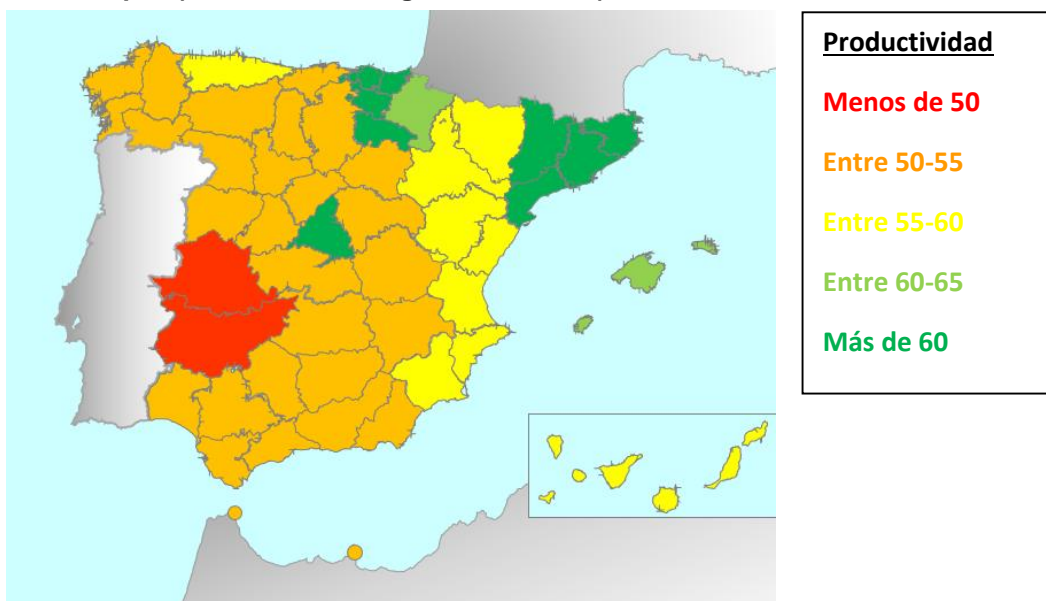 Productividad
Menos de 50
Entre 50-55
Entre 55-60
Entre 60-65
Más de 60